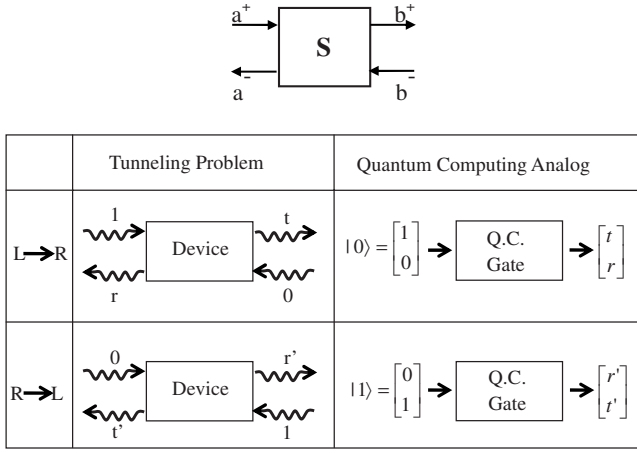 a+ b+
S
a- b-
Tunneling Problem Quantum Computing Analog
L→R
1 t
Device
r 0
|0⟩ = [1 0] Q.C. Gate [t r]
R→L
0 r'
Device
t' 1
|1⟩ = [0 1] Q.C. Gate [r' t']